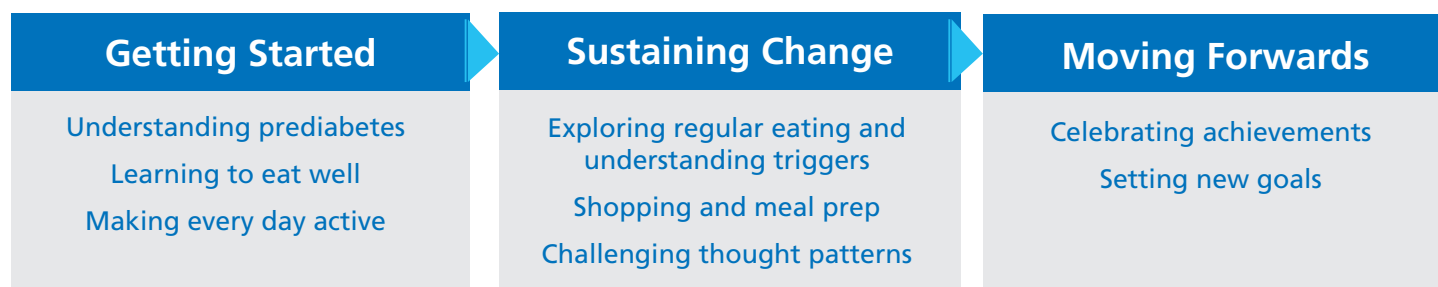 Getting Started
Understanding prediabetes
Learning to eat well
Making every day active
Sustaining Change
Exploring regular eating and
understanding triggers
Shopping and meal prep
Challenging thought patterns
Moving Forwards
Celebrating achievements
Setting new goals